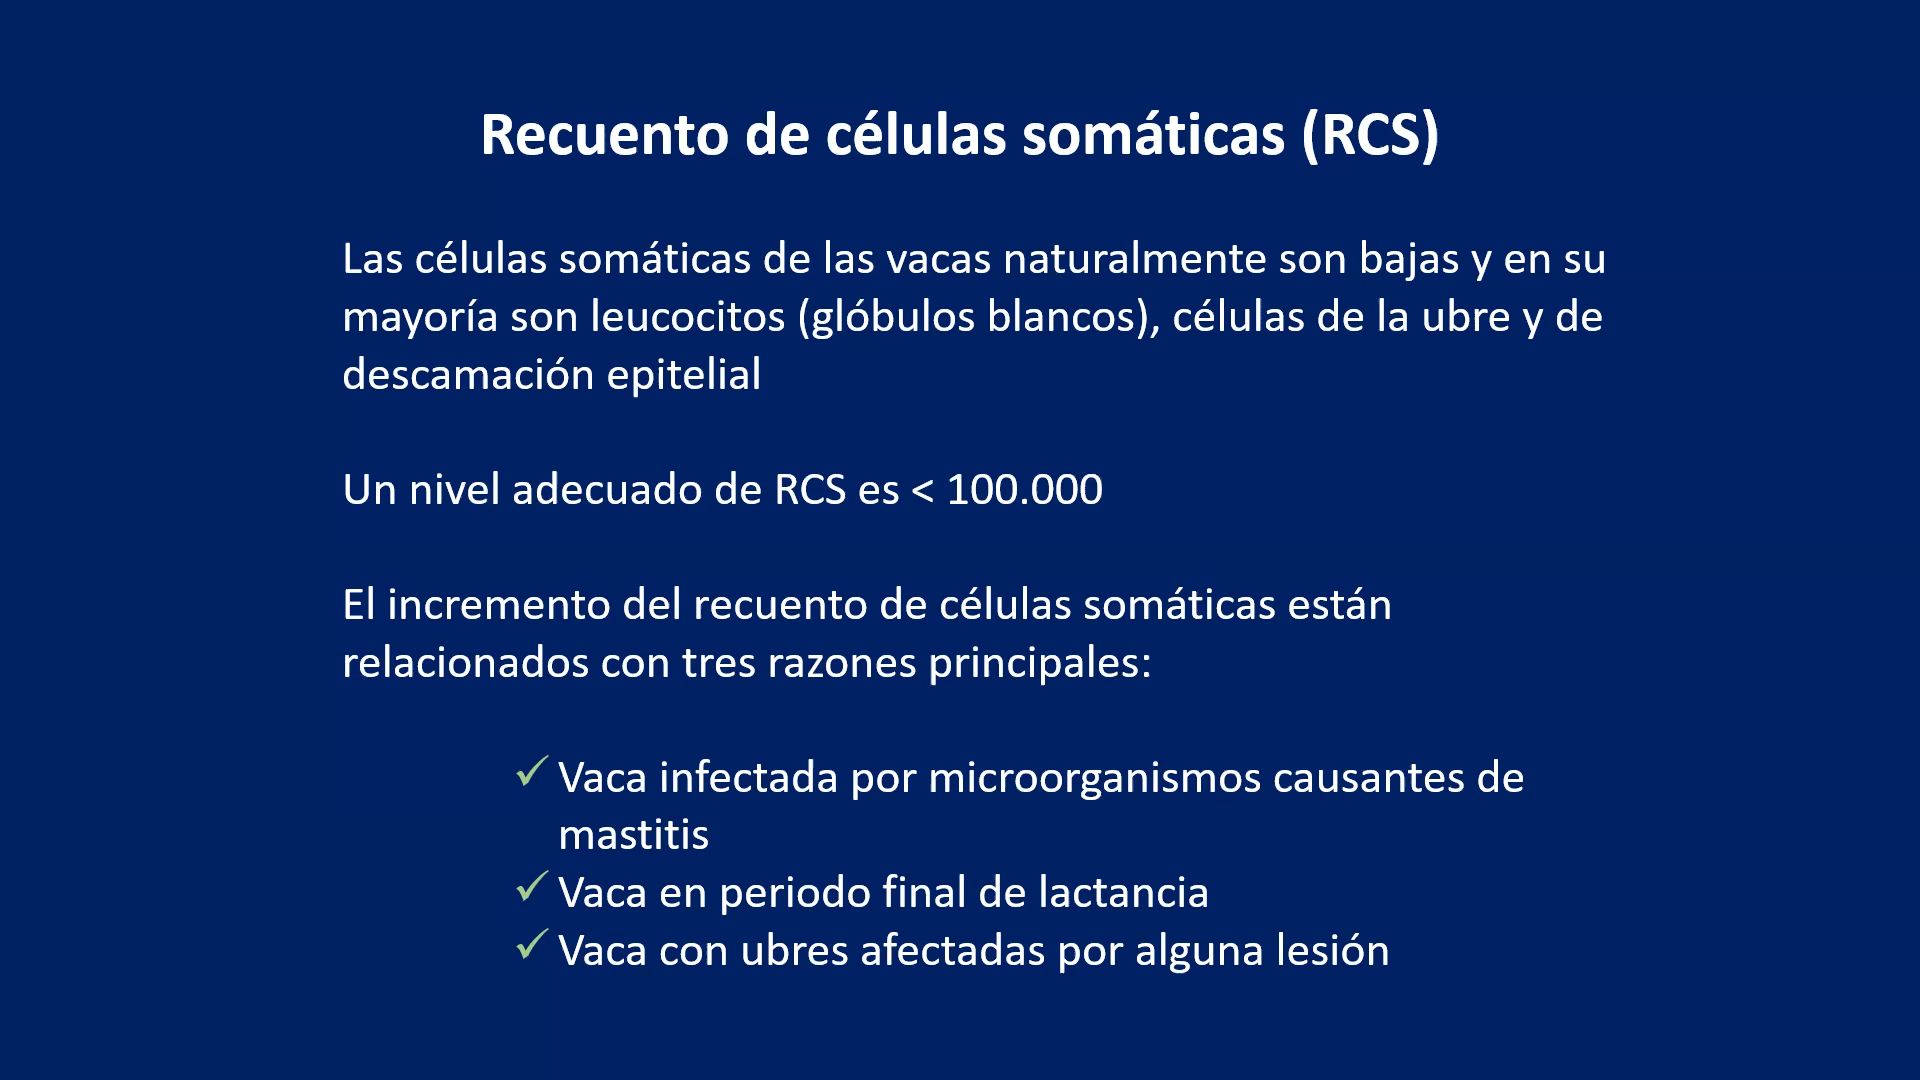 Recuento de células somáticas (RCS)
Las células somáticas de las vacas naturalmente son bajas y en su
mayoría son leucocitos (glóbulos blancos), células de la ubre y de
descamación epitelial
Un nivel adecuado de RCS es < 100.000
El incremento del recuento de células somáticas están
relacionados con tres razones principales:
✓ Vaca infectada por microorganismos causantes de
mastitis
✓ Vaca en periodo final de lactancia
✓ Vaca con ubres afectadas por alguna lesión